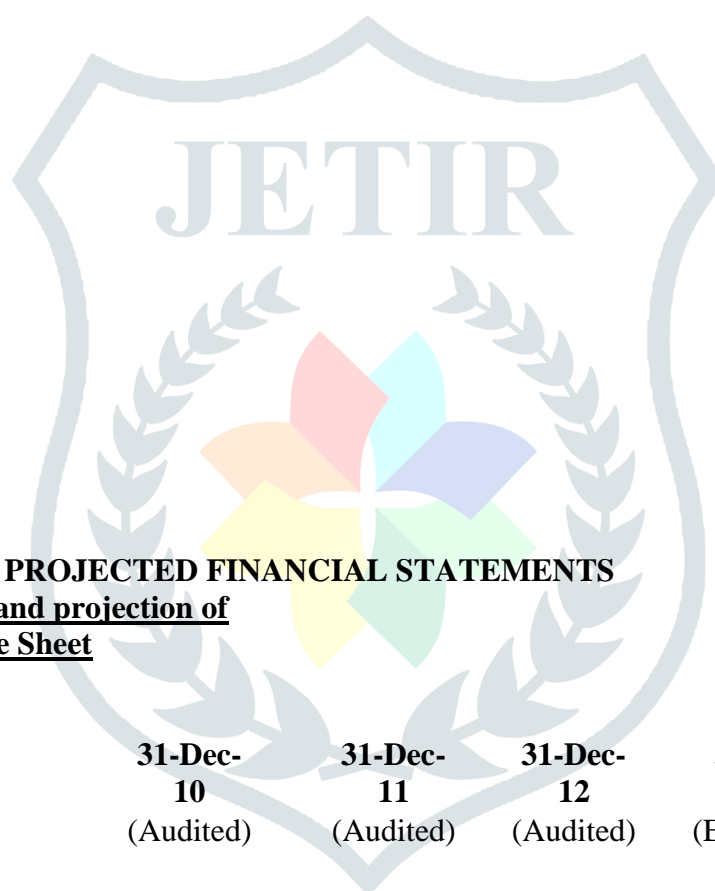 JETIR
PROJECTED FINANCIAL STATEMENTS
and projection of
Sheet
31-Dec- 31-Dec- 31-Dec-
10 11 12
(Audited) (Audited) (Audited)